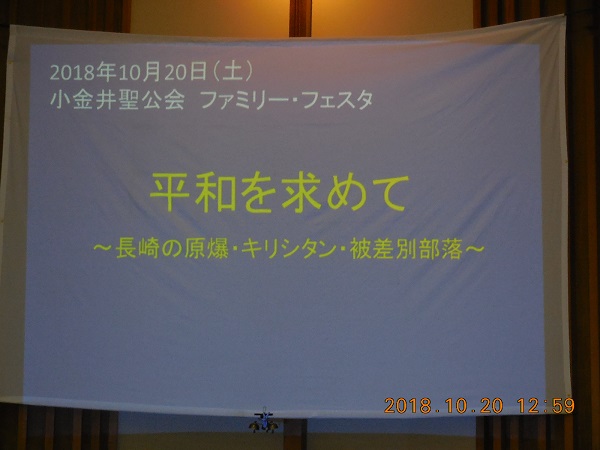 2018年10月20日(土)
小金井聖公会 ファミリー・フェスタ
平和を求めて
～長崎の原爆・キリシタン・被差別部落～
2018.10.20 12:59